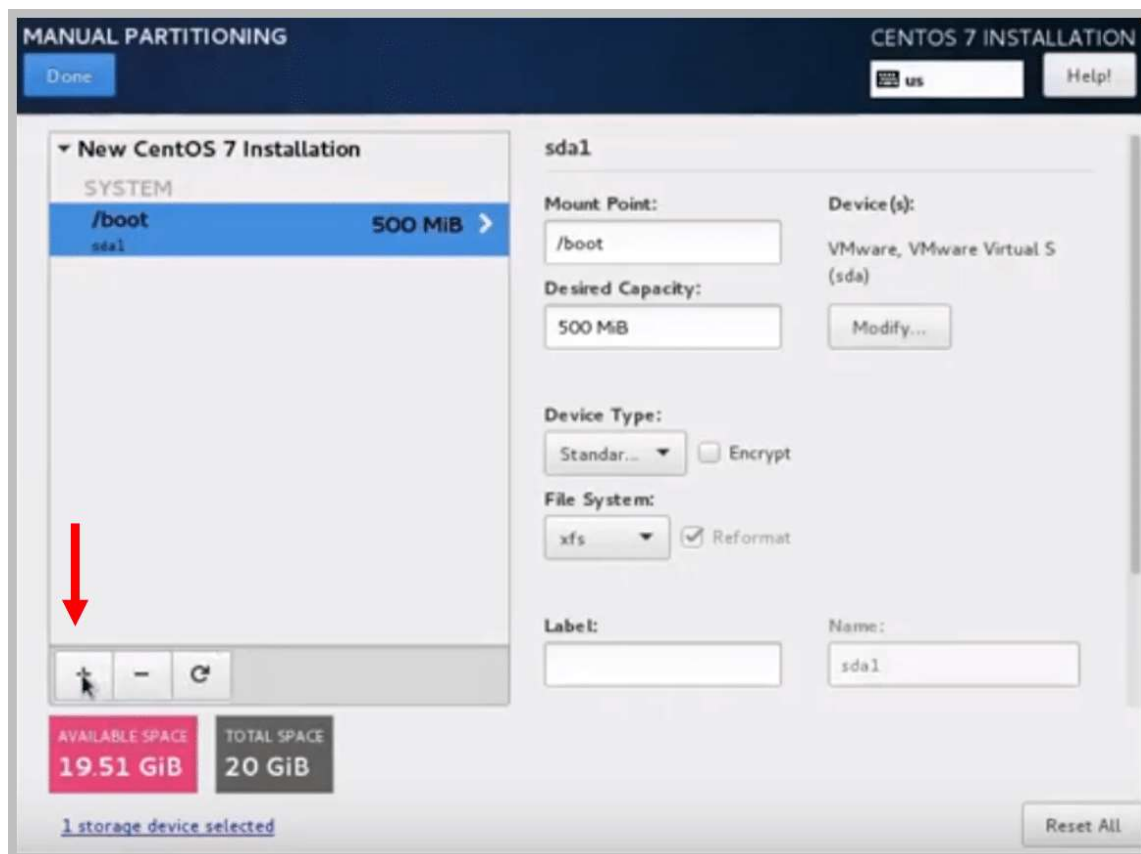 MANUAL PARTITIONING
CENTOS 7 INSTALLATION
Done
us
Help!
New CentOS 7 Installation
SYSTEM
/boot
500 MiB
sda1
sda1
Mount Point:
/boot
Device(s):
VMware, VMware Virtual S
(sda)
Desired Capacity:
500 MiB
Modify...
Device Type:
Standar...
Encrypt
File System:
xfs
Reformat
Label:
Name:
sda1
+ - 
AVAILABLE SPACE
19.51 GiB
TOTAL SPACE
20 GiB
1 storage device selected
Reset All